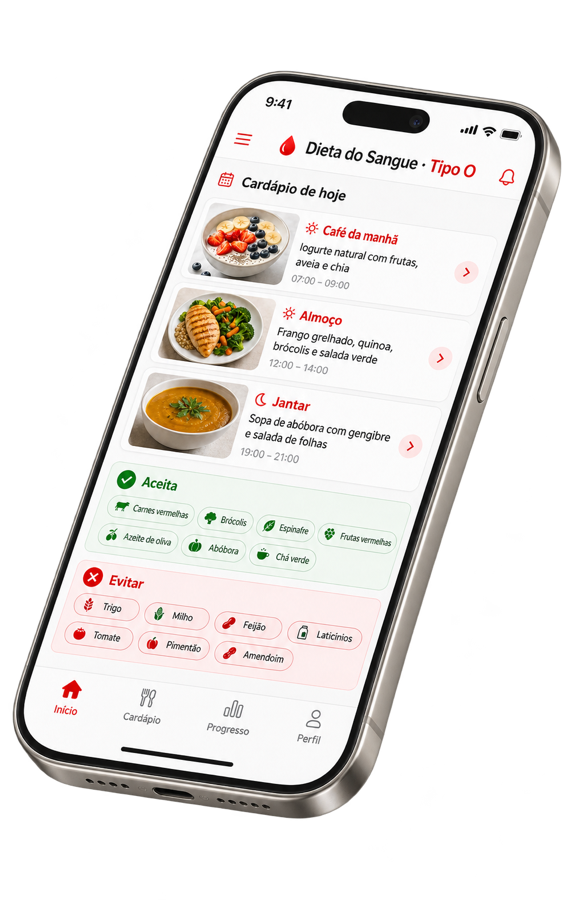 9:41
Dieta do Sangue · Tipo O
Cardápio de hoje
Café da manhã
Iogurte natural com frutas,
aveia e chia
07:00 – 09:00
Almoço
Frango grelhado, quinoa,
brócolis e salada verde
12:00 – 14:00
Jantar
Sopa de abóbora com gengibre
e salada de folhas
19:00 – 21:00
Aceita
Carnes vermelhas
Brócolis
Espinafre
Frutas vermelhas
Azeite de oliva
Abóbora
Chá verde
Evitar
Trigo
Milho
Feijão
Laticínios
Tomate
Pimentão
Amendoim
Início
Cardápio
Progresso
Perfil